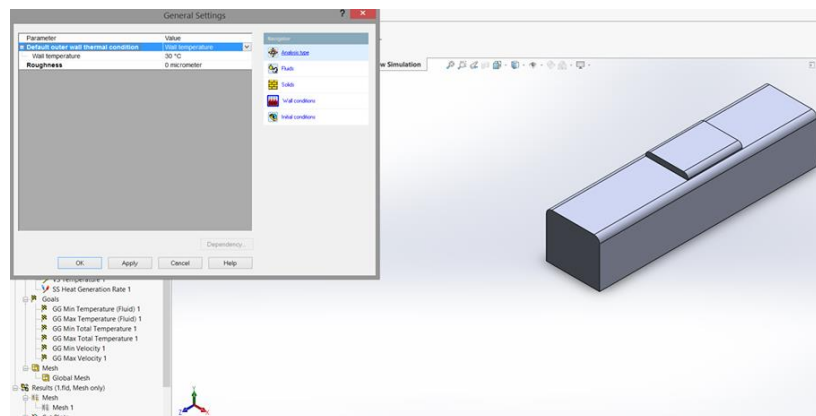 General Settings
?
Parameter Value
Default outer wall thermal condition Wall temperature
Wall temperature 30 °C
Roughness 0 micrometer
Navigator
Analysis type
Fluids
Solids
Wall conditions
Initial conditions
Dependency...
OK Apply Cancel Help
w Simulation
VS Temperature 1
SS Heat Generation Rate 1
Goals
GG Min Temperature (Fluid) 1
GG Max Temperature (Fluid) 1
GG Min Total Temperature 1
GG Max Total Temperature 1
GG Min Velocity 1
GG Max Velocity 1
Mesh
Global Mesh
Results (1.fld, Mesh only)
Mesh
Mesh 1